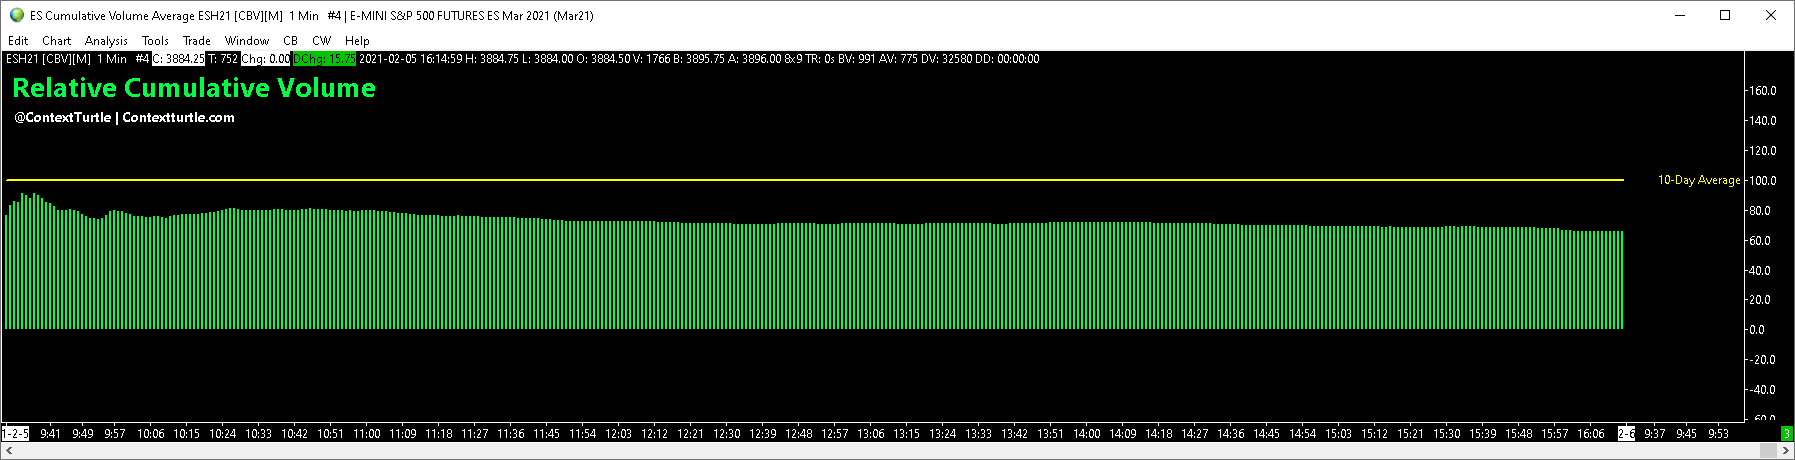 ES Cumulative Volume Average ESH21 [CBV][M] 1 Min #4 | E-MINI S&P 500 FUTURES ES Mar 2021 (Mar21)
Edit Chart Analysis Tools Trade Window CB CW Help
ESH21 [CBV][M] 1 Min #4 C: 3884.25 T: 752 Chg: 0.00 DChg: 15.75 2021-02-05 16:14:59 H: 3884.75 L: 3884.00 O: 3884.50 V: 1766 B: 3895.75 A: 3896.00 8x9 TR: 0s BV: 991 AV: 775 DV: 32580 DD: 00:00:00
Relative Cumulative Volume
@ContextTurtle | Contextturtle.com
160.0
140.0
120.0
10-Day Average 100.0
80.0
60.0
40.0
20.0
0.0
-20.0
-40.0
-60.0
1-2-5 9:41 9:49 9:57 10:06 10:15 10:24 10:33 10:42 10:51 11:00 11:09 11:18 11:27 11:36 11:45 11:54 12:03 12:12 12:21 12:30 12:39 12:48 12:57 13:06 13:15 13:24 13:33 13:42 13:51 14:00 14:09 14:18 14:27 14:36 14:45 14:54 15:03 15:12 15:21 15:30 15:39 15:48 15:57 16:06 2-6 9:37 9:45 9:53 3